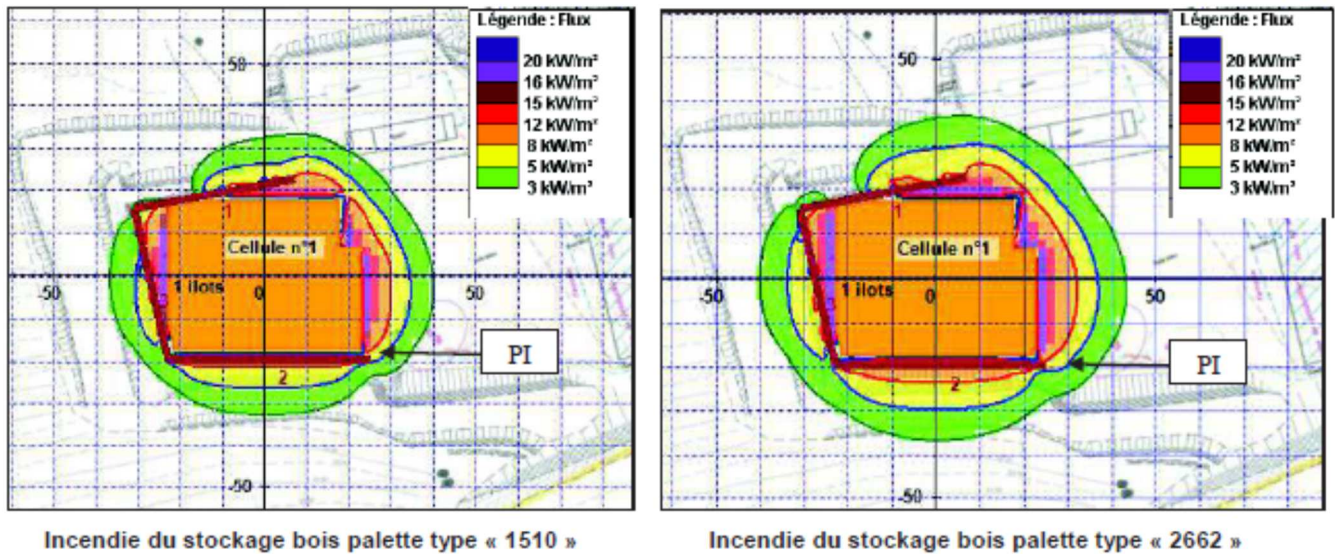 Légende : Flux
20 kW/m²
16 kW/m²
15 kW/m²
12 kW/m²
8 kW/m²
5 kW/m²
3 kW/m²
50
1
Cellule n°1
1 ilots
-50
0
50
PI
2
-50
Incendie du stockage bois palette type « 1510 »
Légende : Flux
20 kW/m²
16 kW/m²
15 kW/m²
12 kW/m²
8 kW/m²
5 kW/m²
3 kW/m²
50
1
Cellule n°1
1 ilots
-50
0
50
PI
2
-50
Incendie du stockage bois palette type « 2662 »